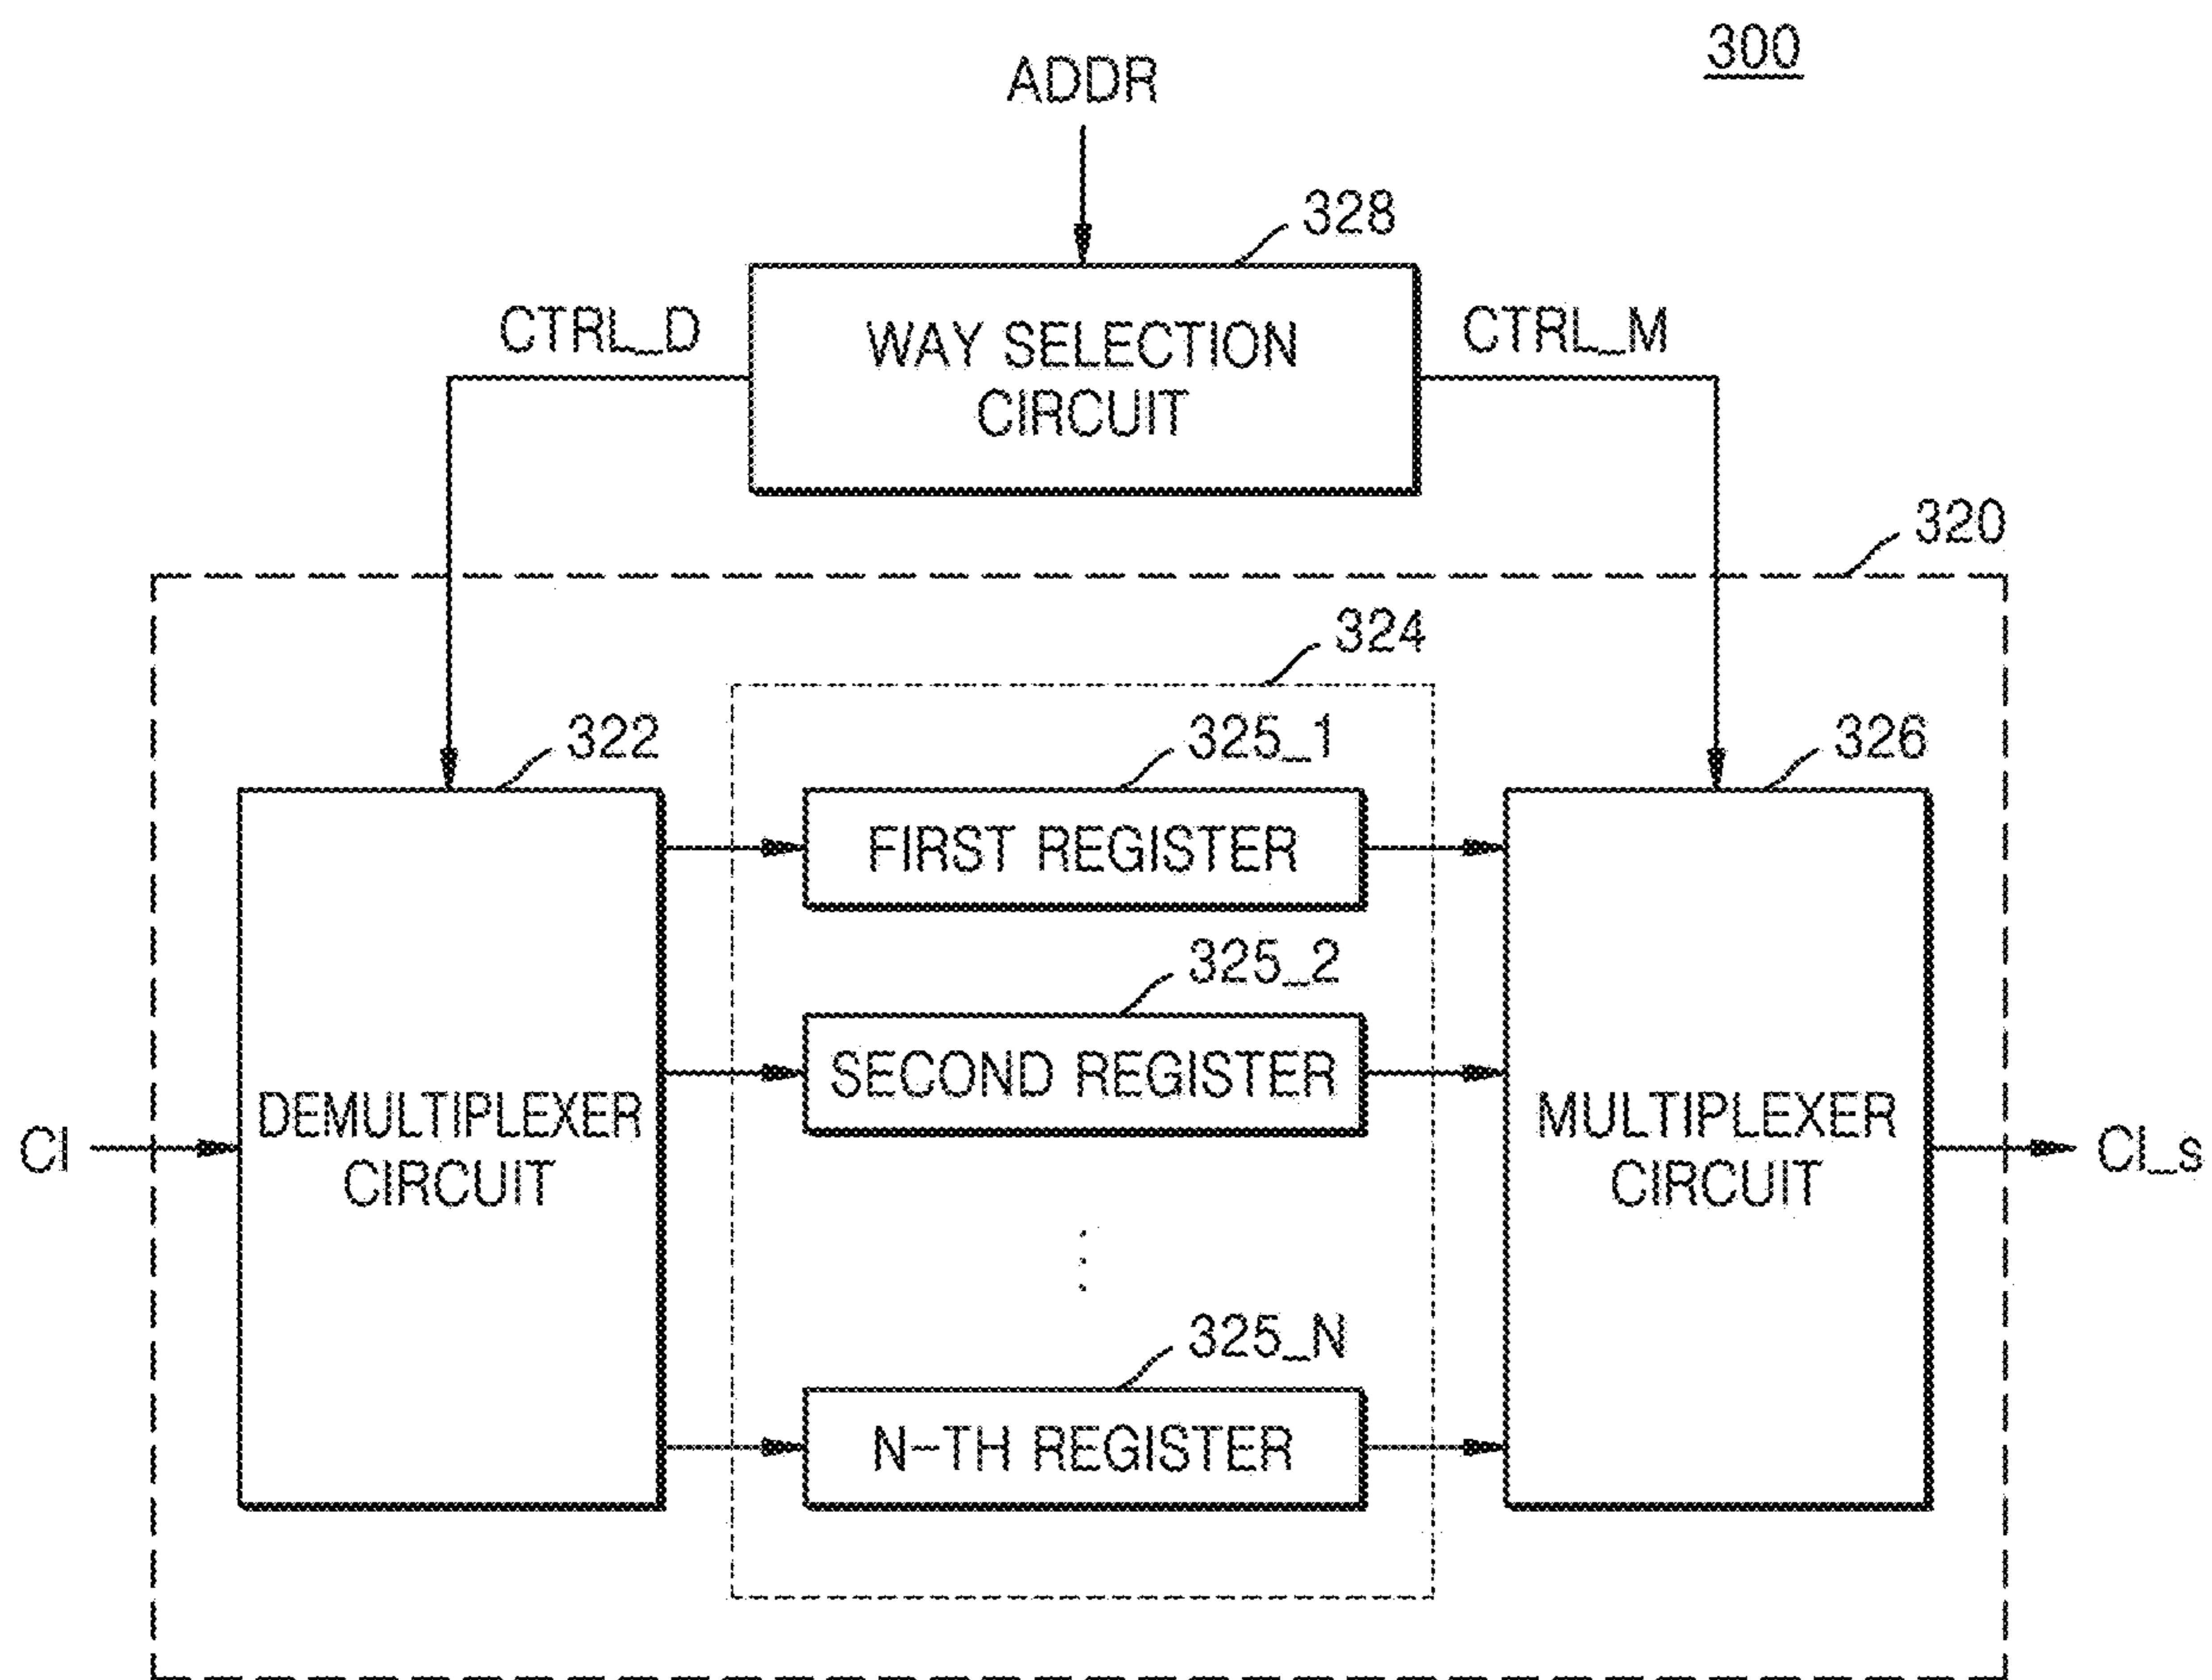 300
ADDR
328
CTRL_D
WAY SELECTION
CIRCUIT
CTRL_M
320
324
322
325_1
326
FIRST REGISTER
325_2
SECOND REGISTER
CI
DEMULTIPLEXER
CIRCUIT
MULTIPLEXER
CIRCUIT
CI_s
325_N
N-TH REGISTER